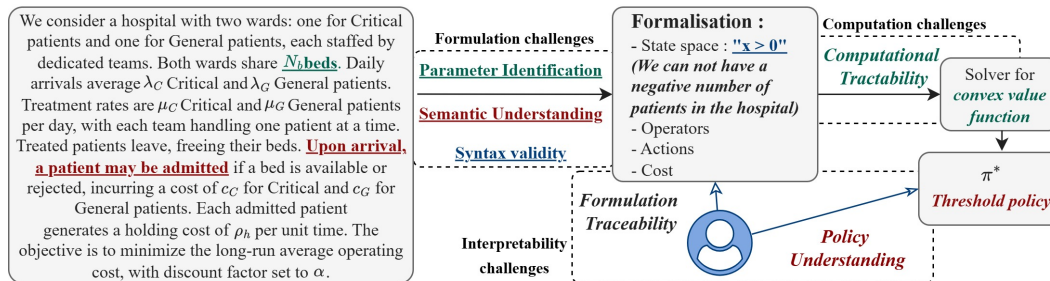 We consider a hospital with two wards: one for Critical
patients and one for General patients, each staffed by
dedicated teams. Both wards share N_b beds. Daily
arrivals average λ_C Critical and λ_G General patients.
Treatment rates are μ_C Critical and μ_G General patients
per day, with each team handling one patient at a time.
Treated patients leave, freeing their beds. Upon arrival,
a patient may be admitted if a bed is available or
rejected, incurring a cost of c_C for Critical and c_G for
General patients. Each admitted patient
generates a holding cost of ρ_h per unit time. The
objective is to minimize the long-run average operating
cost, with discount factor set to α.
Formulation challenges
Parameter Identification
Semantic Understanding
Syntax validity
Formalisation :
- State space : "x > 0"
(We can not have a
negative number of
patients in the hospital)
- Operators
- Actions
- Cost
Computation challenges
Computational
Tractability
Solver for
convex value
function
π*
Threshold policy
Formulation
Traceability
Interpretability
challenges
Policy
Understanding